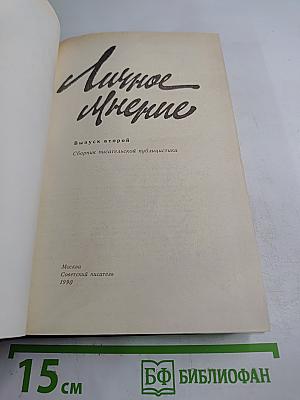 Личное
мнение
Выпуск второй
Сборник писательской публицистики
Москва
Советский писатель
1990
15 см
БФ БИБЛИОФАН